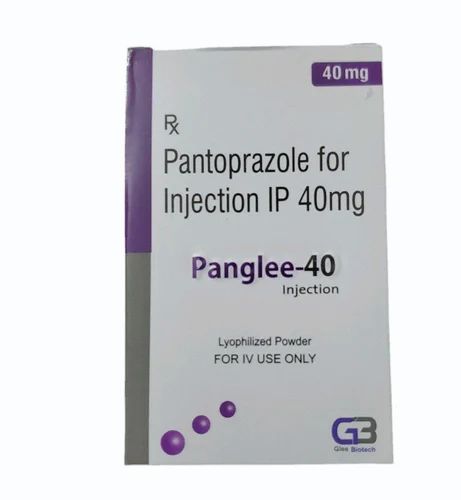 40 mg
Rx
Pantoprazole for
Injection IP 40mg
Panglee-40
Injection
Lyophilized Powder
FOR IV USE ONLY
GB
Glee Biotech